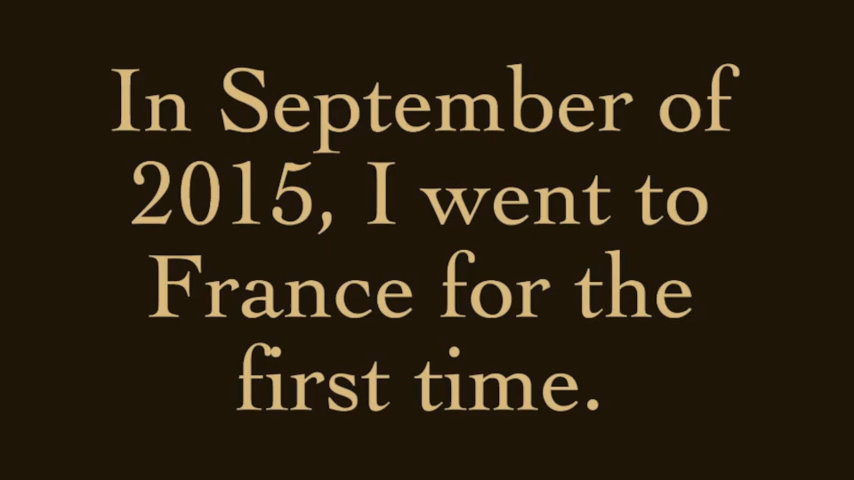 In September of
2015, I went to
France for the
first time.